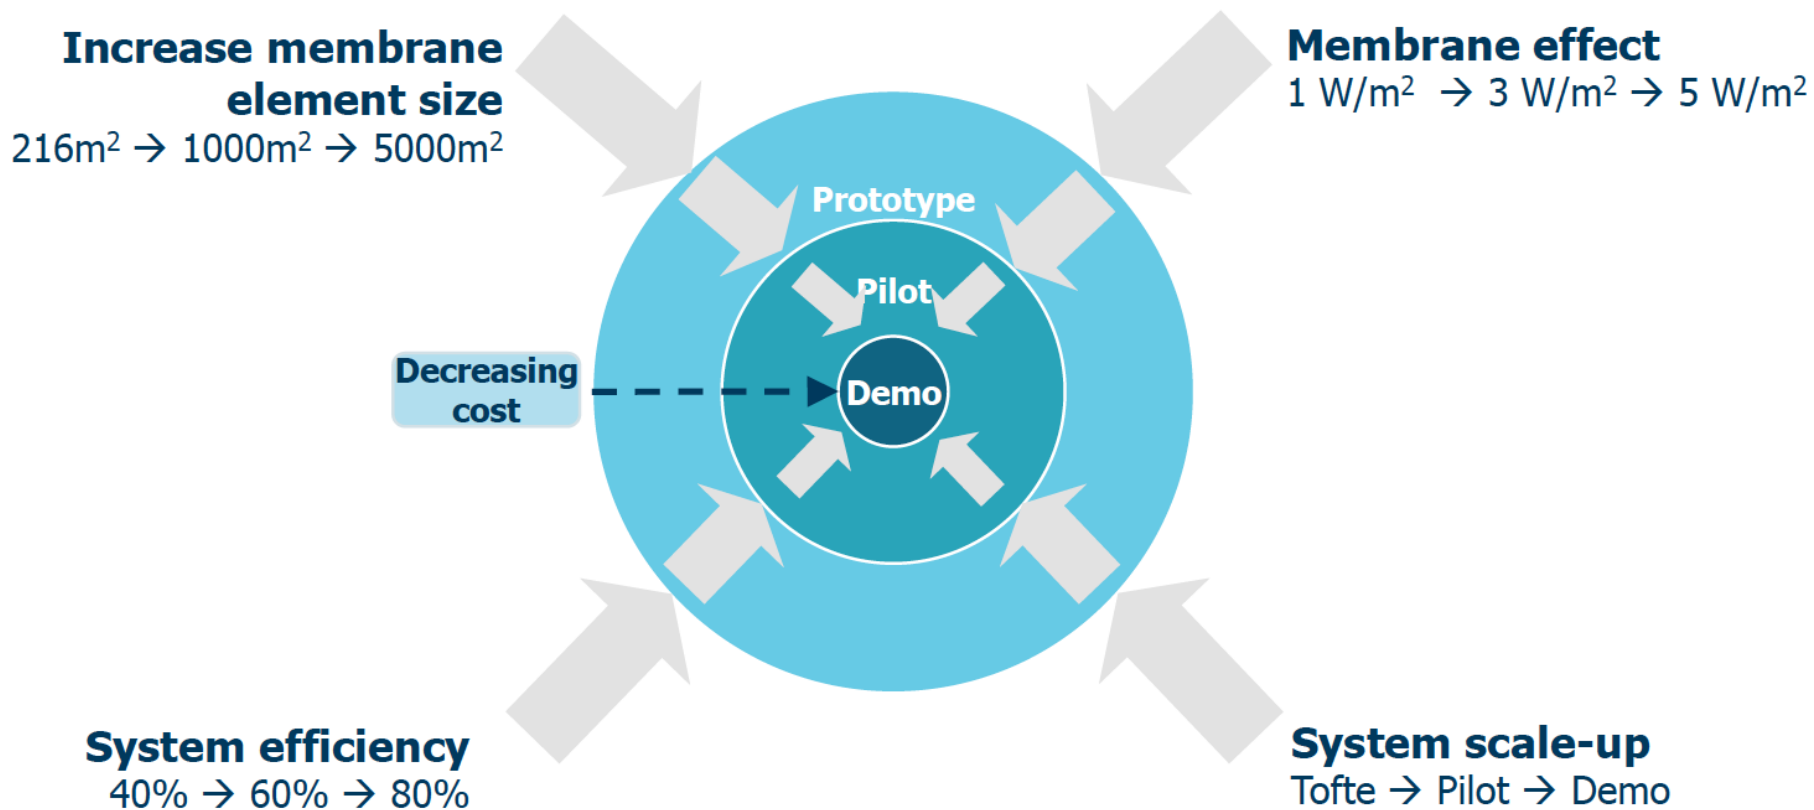 Increase membrane
element size
216m² → 1000m² → 5000m²
Membrane effect
1 W/m² → 3 W/m² → 5 W/m²
Prototype
Pilot
Decreasing
cost
Demo
System efficiency
40% → 60% → 80%
System scale-up
Tofte → Pilot → Demo